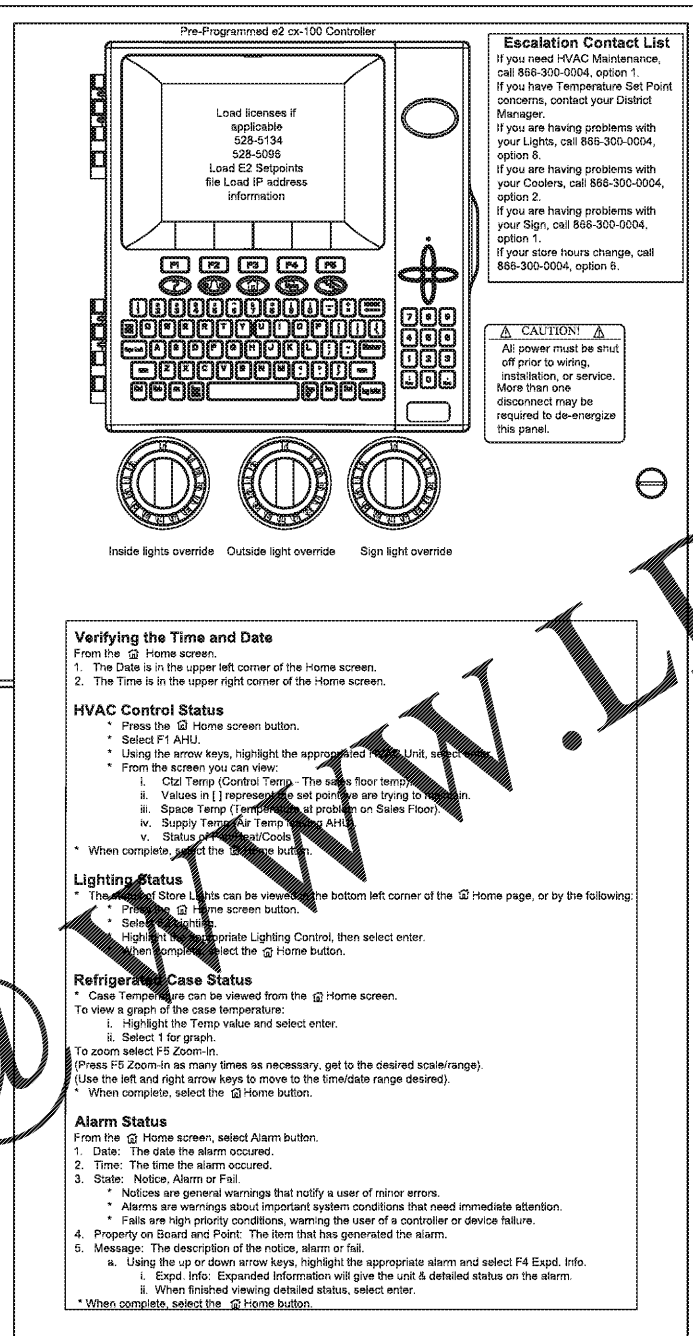 Pre-Programmed e2 cx-100 Controller
Load licenses if
applicable
528-5134
528-5096
Load E2 Setpoints
file Load IP address
information
F1 F2 F3 F4 F5
Escalation Contact List
If you need HVAC Maintenance,
call 866-300-0004, option 1.
If you have Temperature Set Point
concerns, contact your District
Manager.
If you are having problems with
your Lights, call 866-300-0004,
option 8.
If you are having problems with
your Coolers, call 866-300-0004,
option 2.
If you are having problems with
your Sign, call 866-300-0004,
option 1.
If your store hours change, call
866-300-0004, option 6.
⚠ CAUTION! ⚠
All power must be shut
off prior to wiring,
installation, or service.
More than one
disconnect may be
required to de-energize
this panel.
Inside lights override Outside light override Sign light override
Verifying the Time and Date
From the Home screen.
1. The Date is in the upper left corner of the Home screen.
2. The Time is in the upper right corner of the Home screen.
HVAC Control Status
* Press the Home screen button.
* Select F1 AHU.
* Using the arrow keys, highlight the appropriated HVAC Unit, select enter.
* From the screen you can view:
i. Ctzl Temp (Control Temp - The sales floor temp).
ii. Values in [ ] represent the set point we are trying to maintain.
iii. Space Temp (Temperature at problem on Sales Floor).
iv. Supply Temp (Air Temp leaving AHU).
v. Status of Heat/Cools
* When complete, select the Home button.
Lighting Status
* The status of Store Lights can be viewed in the bottom left corner of the Home page, or by the following:
* Press the Home screen button.
* Select Lighting.
* Highlight the appropriate Lighting Control, then select enter.
* When complete, select the Home button.
Refrigerated Case Status
* Case Temperature can be viewed from the Home screen.
To view a graph of the case temperature:
i. Highlight the Temp value and select enter.
ii. Select 1 for graph.
To zoom select F5 Zoom-In.
(Press F5 Zoom-In as many times as necessary, get to the desired scale/range).
(Use the left and right arrow keys to move to the time/date range desired).
* When complete, select the Home button.
Alarm Status
From the Home screen, select Alarm button.
1. Date: The date the alarm occured.
2. Time: The time the alarm occured.
3. State: Notice, Alarm or Fail.
* Notices are general warnings that notify a user of minor errors.
* Alarms are warnings about important system conditions that need immediate attention.
* Fails are high priority conditions, warning the user of a controller or device failure.
4. Property on Board and Point: The item that has generated the alarm.
5. Message: The description of the notice, alarm or fail.
a. Using the up or down arrow keys, highlight the appropriate alarm and select F4 Expd. Info.
i. Expd. Info: Expanded Information will give the unit & detailed status on the alarm.
ii. When finished viewing detailed status, select enter.
* When complete, select the Home button.
@ WWW.L